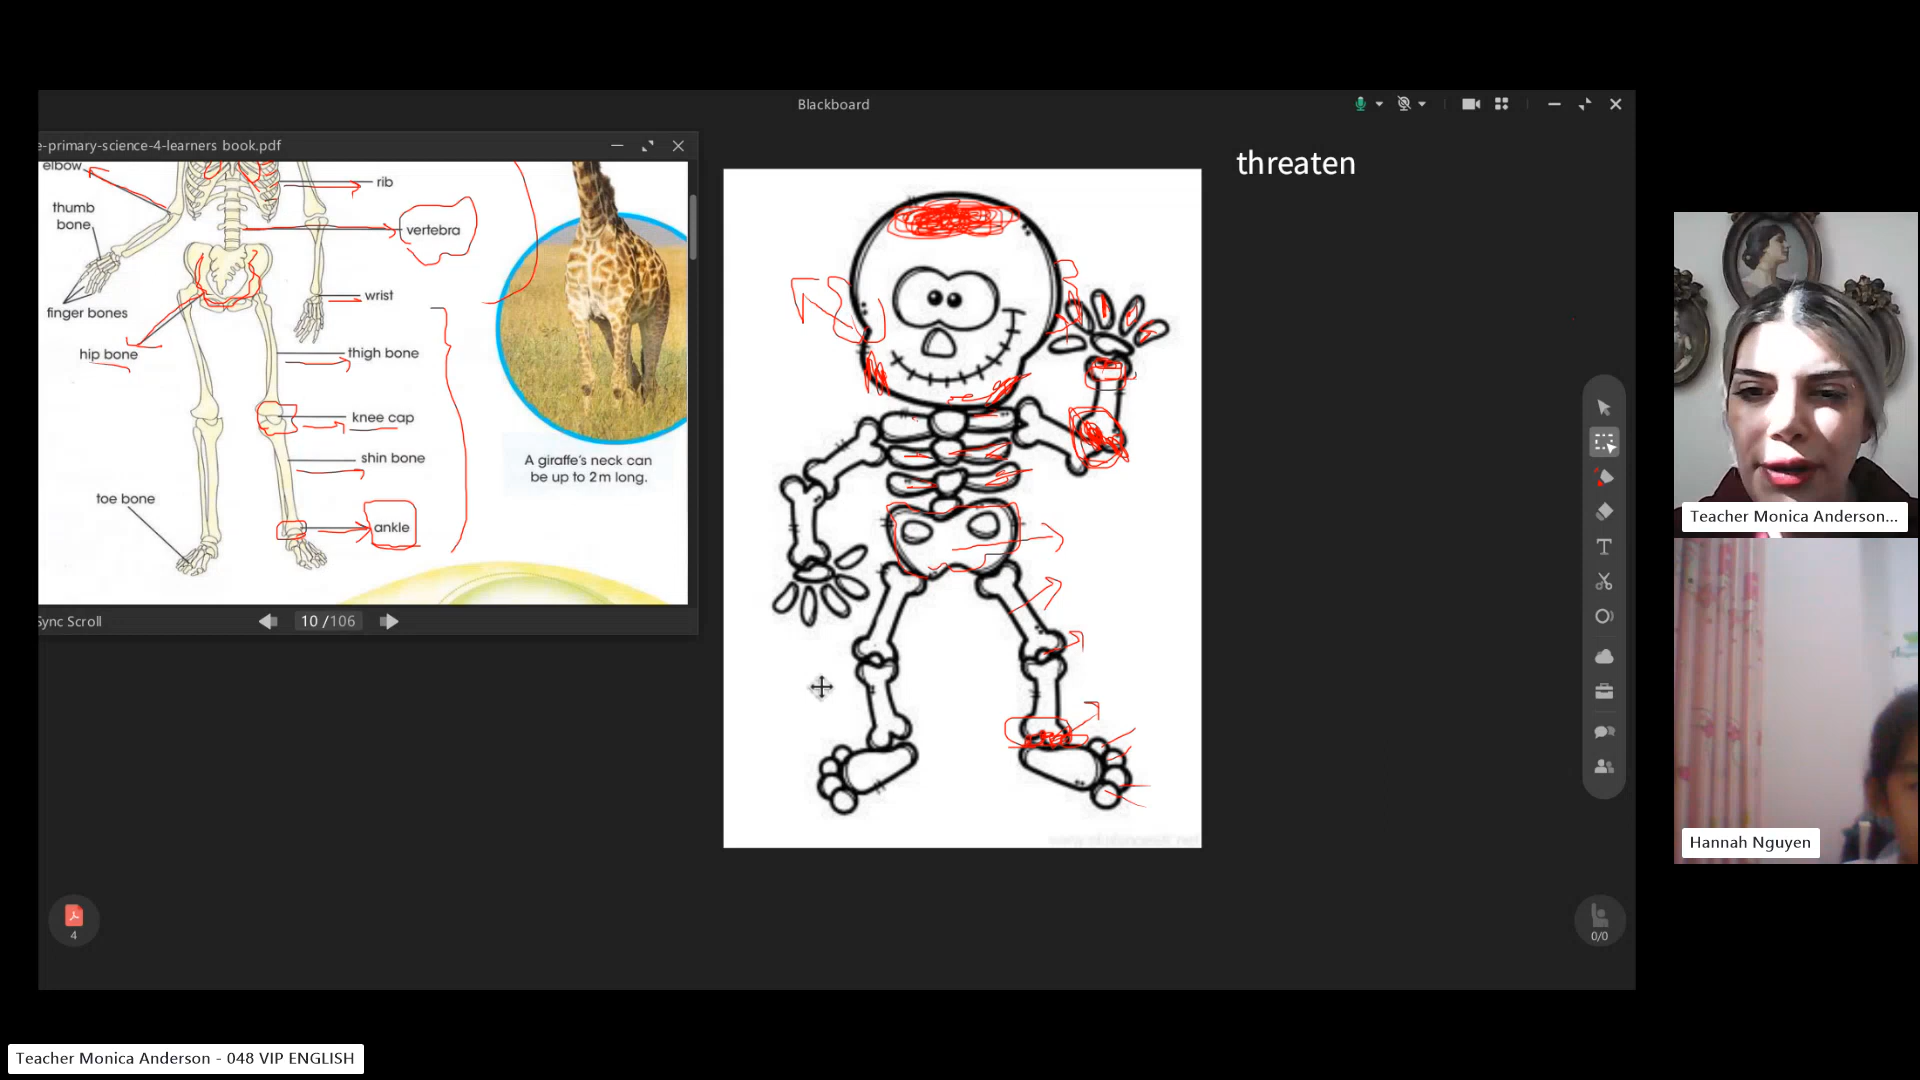 Blackboard
e-primary-science-4-learners book.pdf
threaten
elbow
rib
thumb
bone
vertebra
wrist
finger bones
hip bone
thigh bone
knee cap
shin bone
A giraffe's neck can
be up to 2m long.
toe bone
ankle
Sync Scroll
10 /106
4
0/0
Teacher Monica Anderson...
Hannah Nguyen
Teacher Monica Anderson - 048 VIP ENGLISH